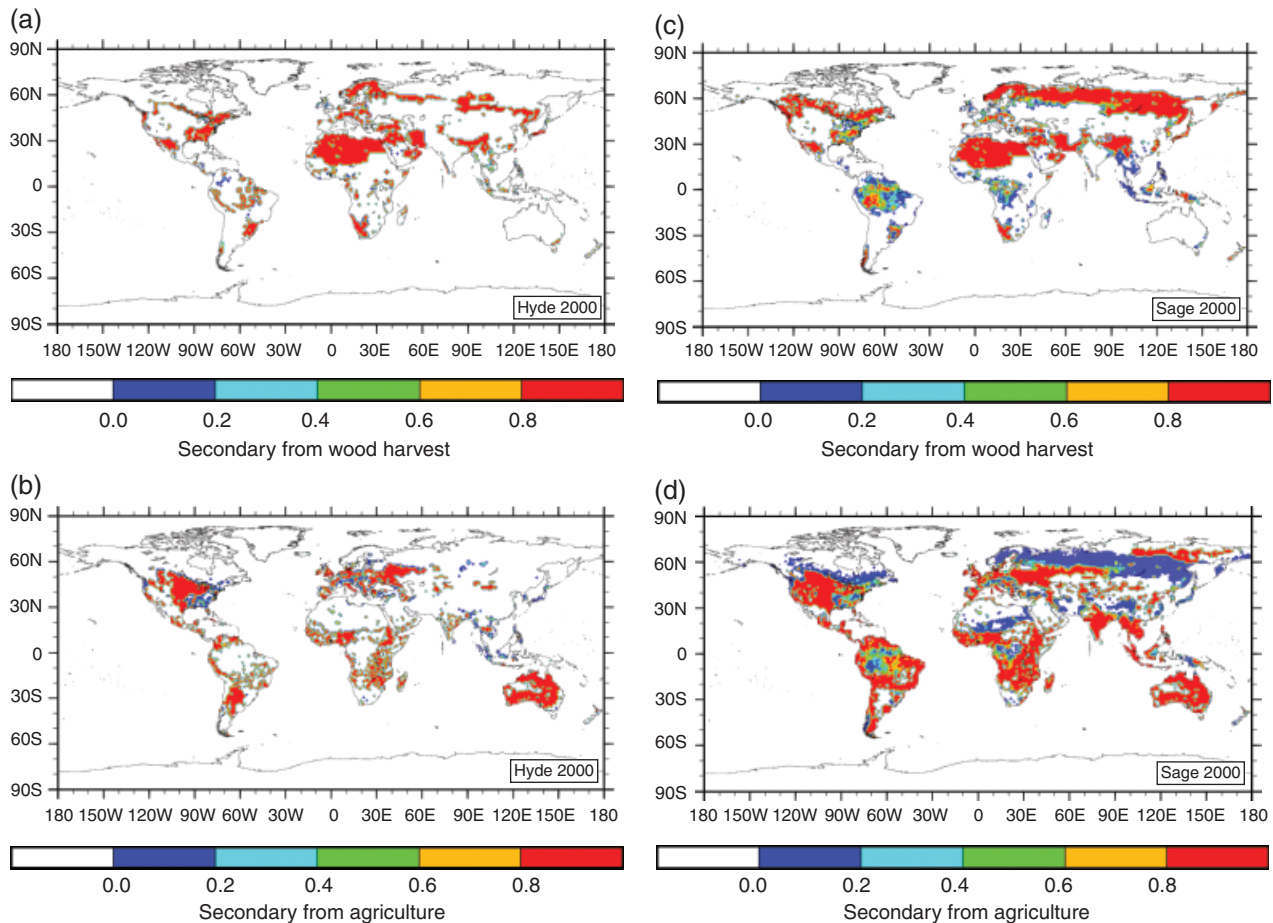 (a)
90N
60N
30N
0
30S
60S
90S
Hyde 2000
180 150W 120W 90W 60W 30W 0 30E 60E 90E 120E 150E 180
0.0 0.2 0.4 0.6 0.8
Secondary from wood harvest
(c)
90N
60N
30N
0
30S
60S
90S
Sage 2000
180 150W 120W 90W 60W 30W 0 30E 60E 90E 120E 150E 180
0.0 0.2 0.4 0.6 0.8
Secondary from wood harvest
(b)
90N
60N
30N
0
30S
60S
90S
Hyde 2000
180 150W 120W 90W 60W 30W 0 30E 60E 90E 120E 150E 180
0.0 0.2 0.4 0.6 0.8
Secondary from agriculture
(d)
90N
60N
30N
0
30S
60S
90S
Sage 2000
180 150W 120W 90W 60W 30W 0 30E 60E 90E 120E 150E 180
0.0 0.2 0.4 0.6 0.8
Secondary from agriculture